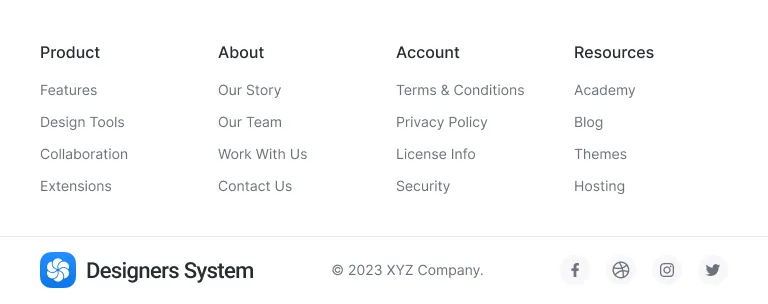 Product
Features
Design Tools
Collaboration
Extensions
About
Our Story
Our Team
Work With Us
Contact Us
Account
Terms & Conditions
Privacy Policy
License Info
Security
Resources
Academy
Blog
Themes
Hosting
Designers System
© 2023 XYZ Company.